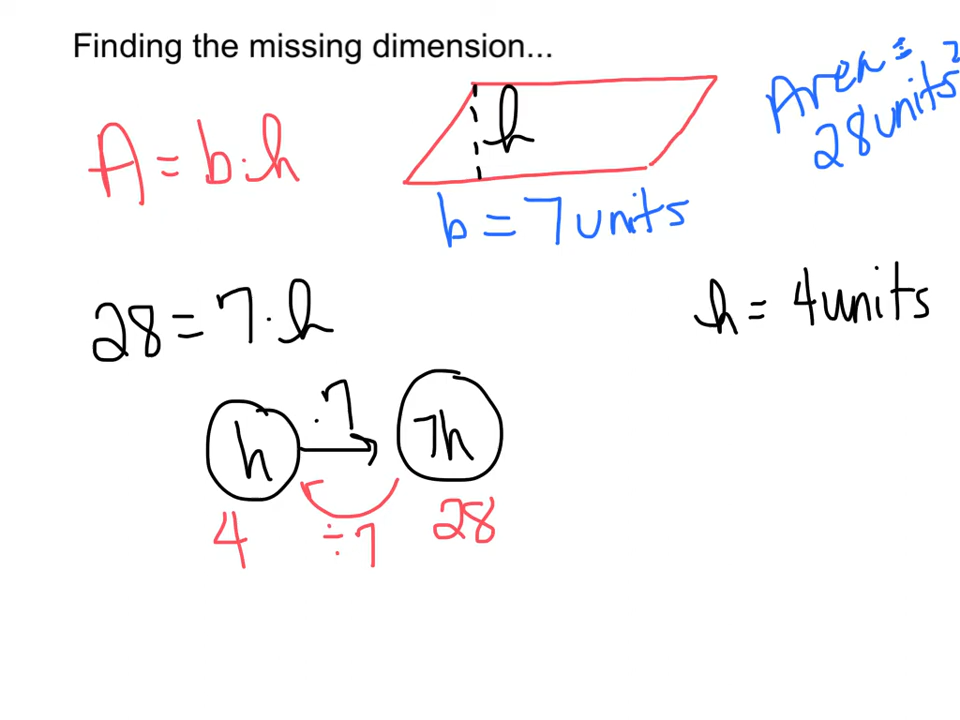 Finding the missing dimension...
A = b·h
h
Area =
28 units²
b = 7 units
28 = 7·h
h = 4 units
·7
h
7h
4
÷7
28